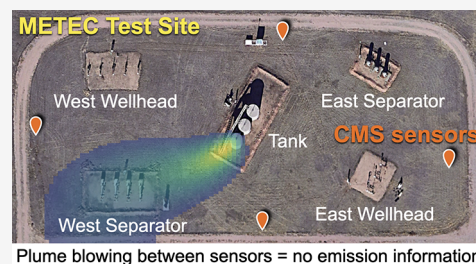 METEC Test Site
West Wellhead
East Separator
Tank
CMS sensors
West Separator
East Wellhead
Plume blowing between sensors = no emission information